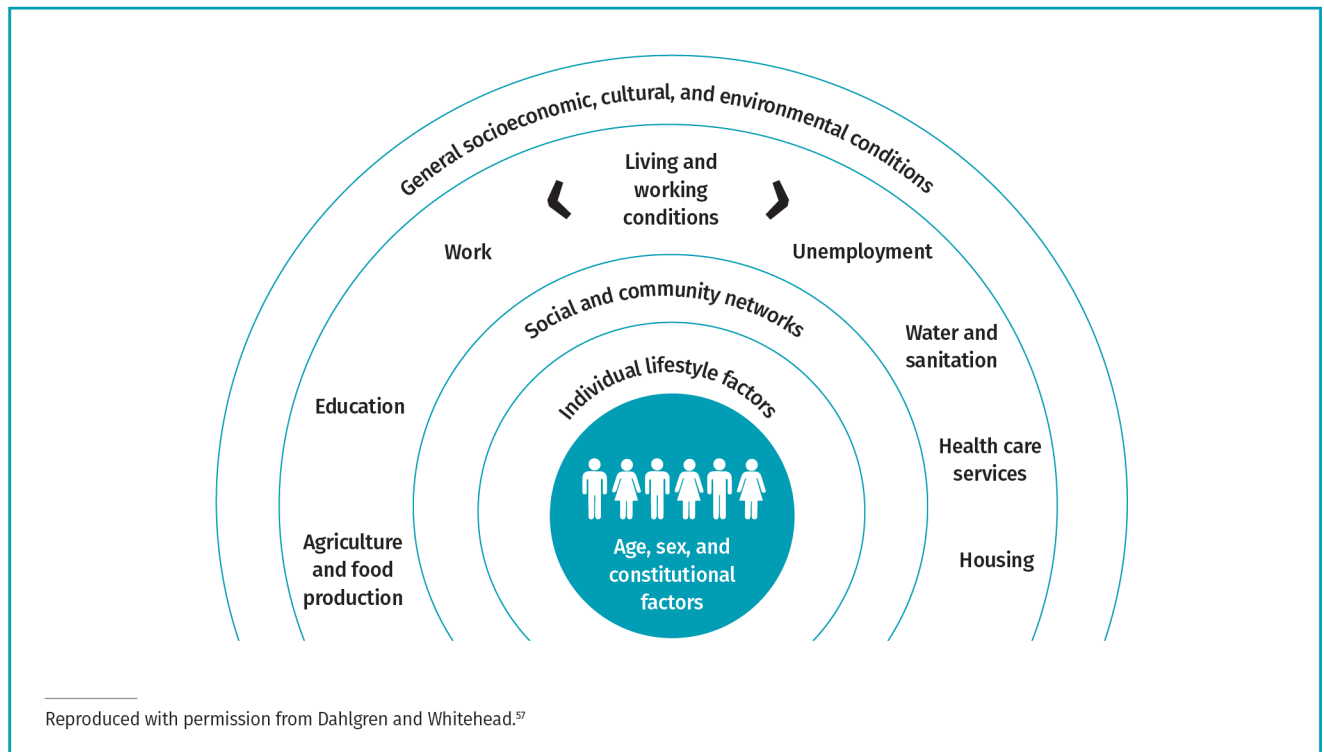 General socioeconomic, cultural, and environmental conditions
Living and
working
conditions
Work
Unemployment
Social and community networks
Water and
sanitation
Individual lifestyle factors
Education
Health care
services
Agriculture
and food
production
Age, sex, and
constitutional
factors
Housing
Reproduced with permission from Dahlgren and Whitehead.⁵⁷